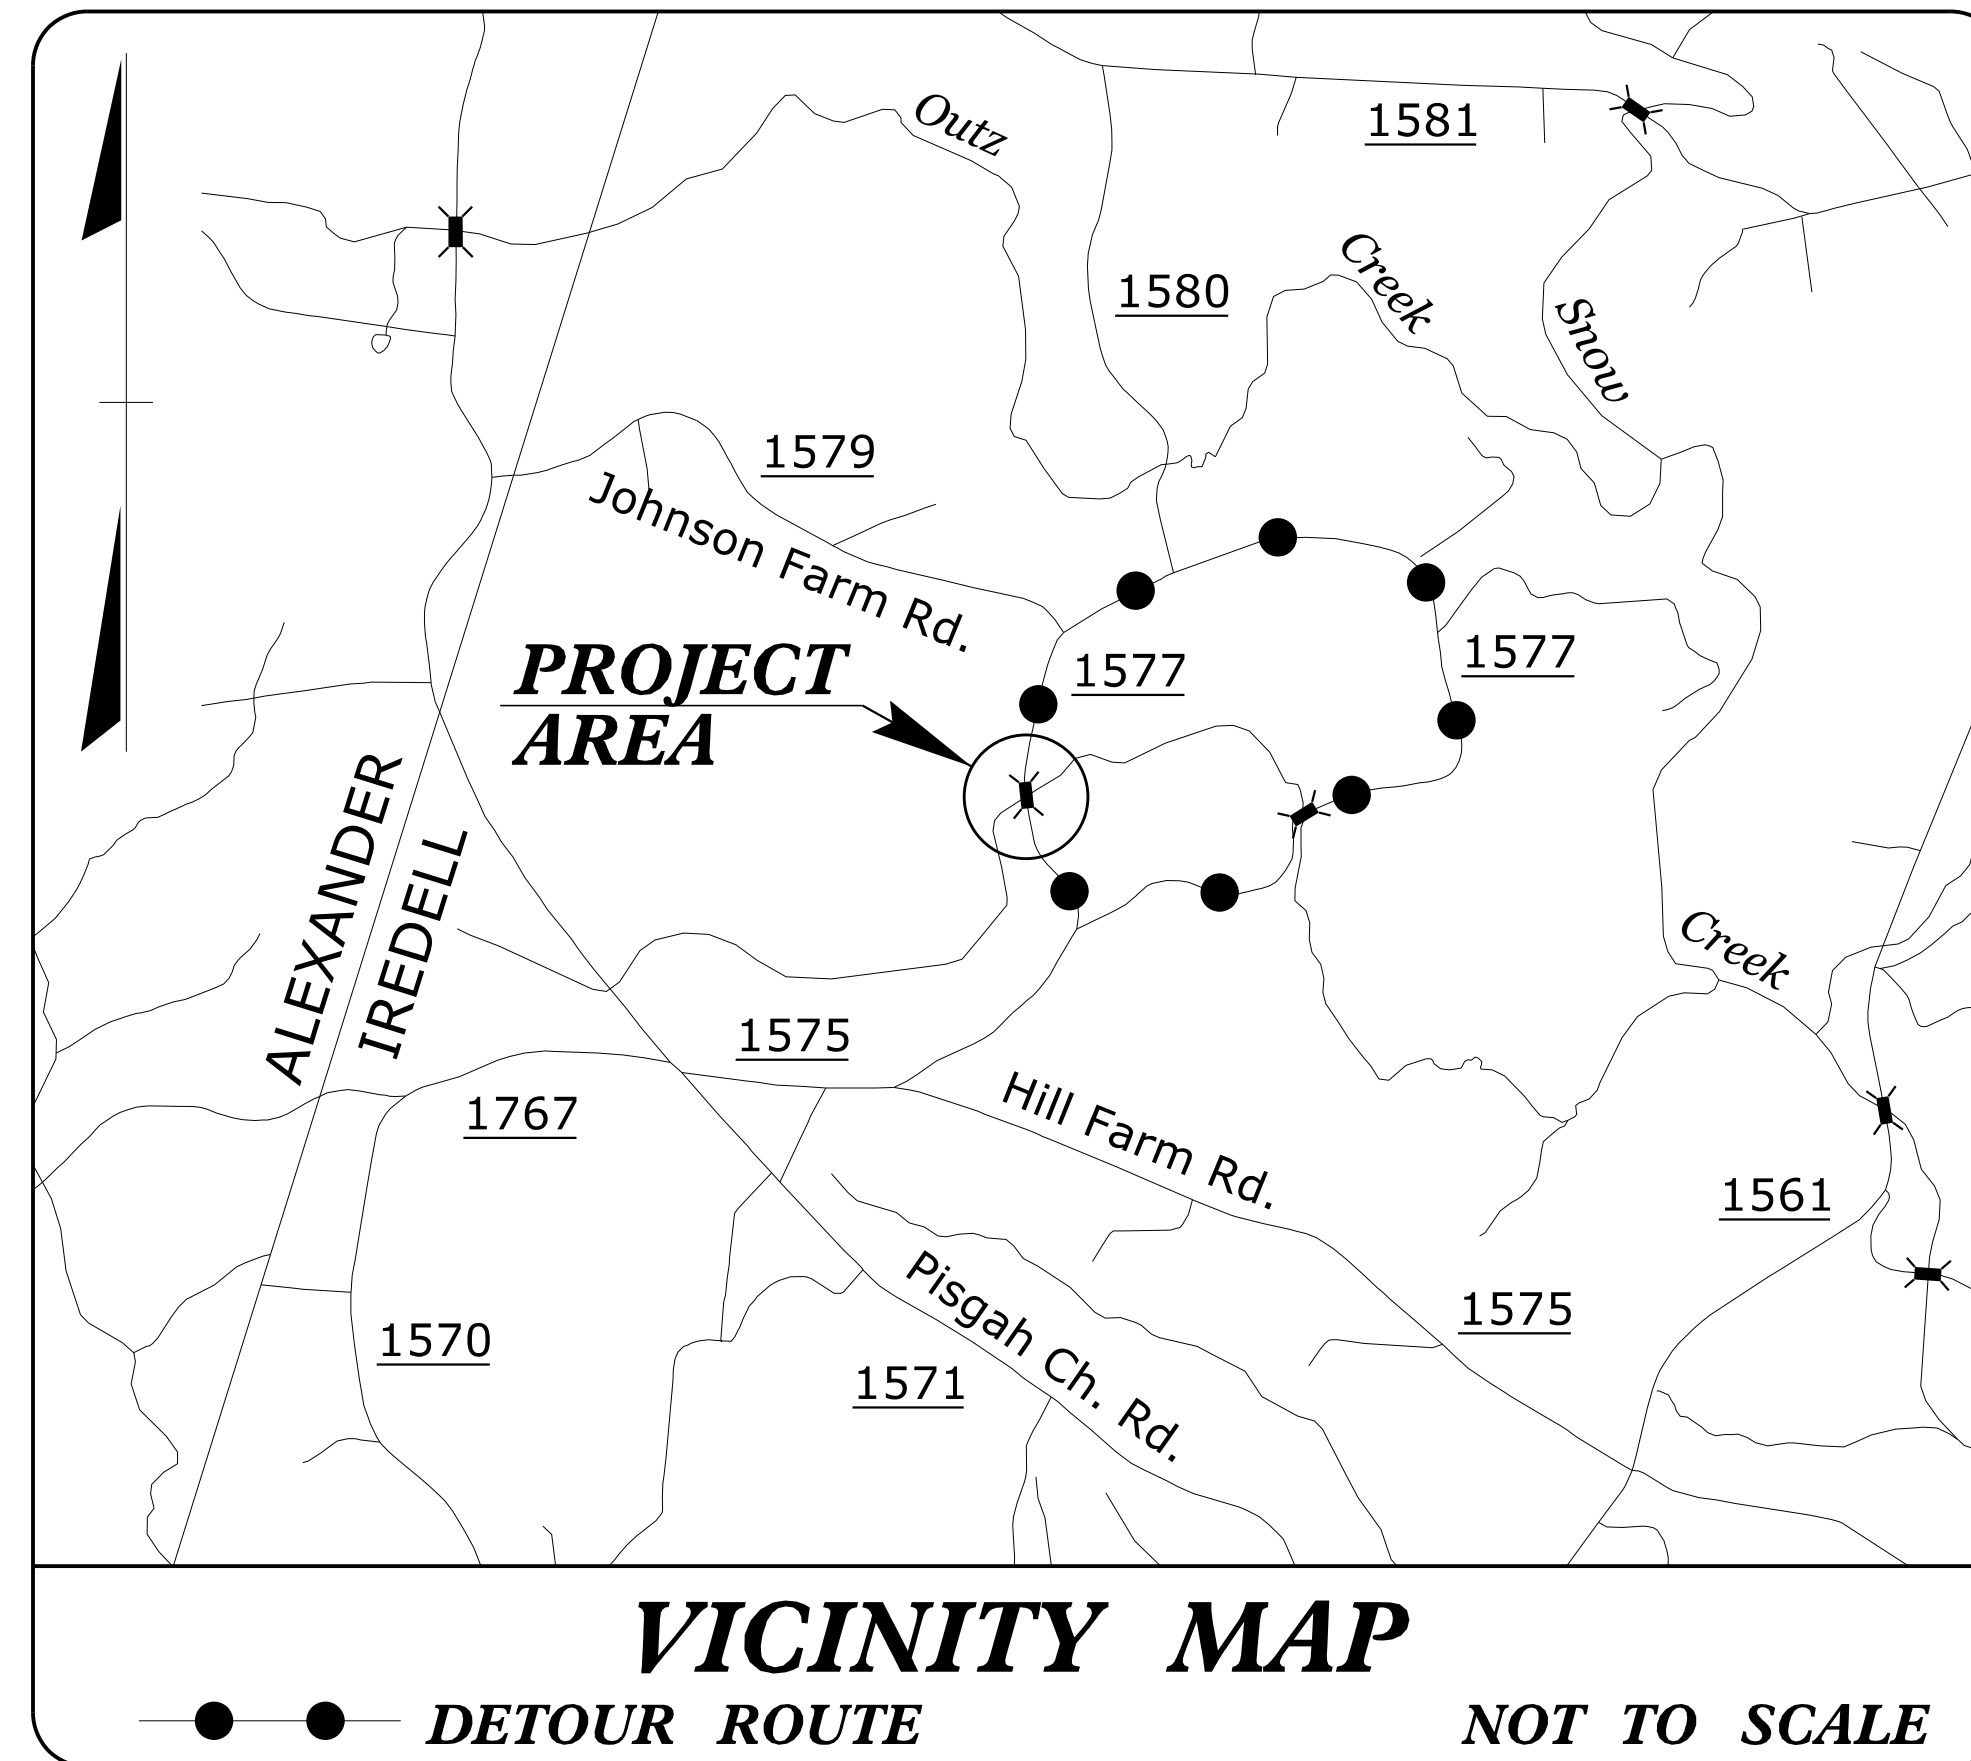 Outz
1581
Creek
1580
Snow
1579
Johnson Farm Rd.
1577
1577
PROJECT
AREA
ALEXANDER
IREDELL
Creek
1575
Hill Farm Rd.
1767
1561
Pisgah Ch. Rd.
1575
1570
1571
VICINITY MAP
DETOUR ROUTE
NOT TO SCALE